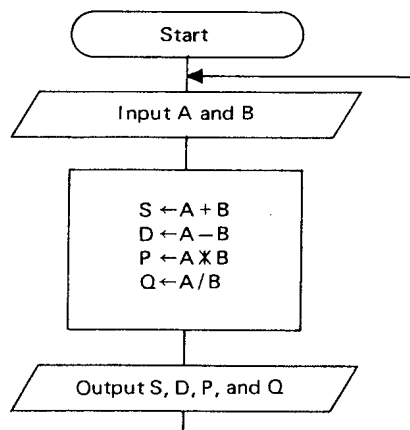 Start
Input A and B
S ← A + B
D ← A − B
P ← A * B
Q ← A / B
Output S, D, P, and Q